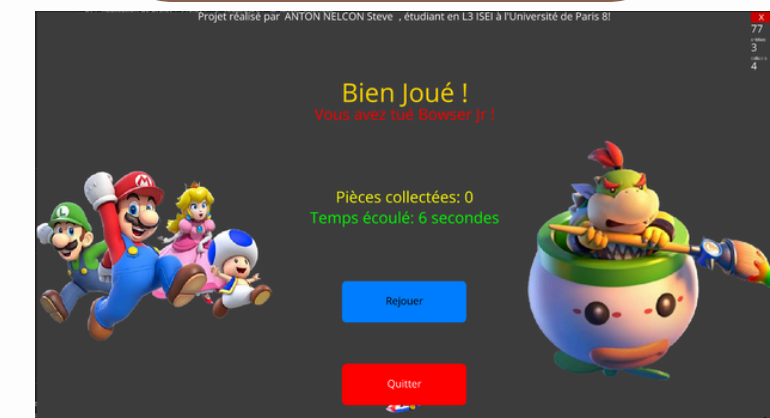 Projet réalisé par ANTON NELCON Steve , étudiant en L3 ISEI à l'Université de Paris 8!
X
77
3
4
Bien Joué !
Vous avez tué Bowser Jr !
Pièces collectées: 0
Temps écoulé: 6 secondes
Rejouer
Quitter